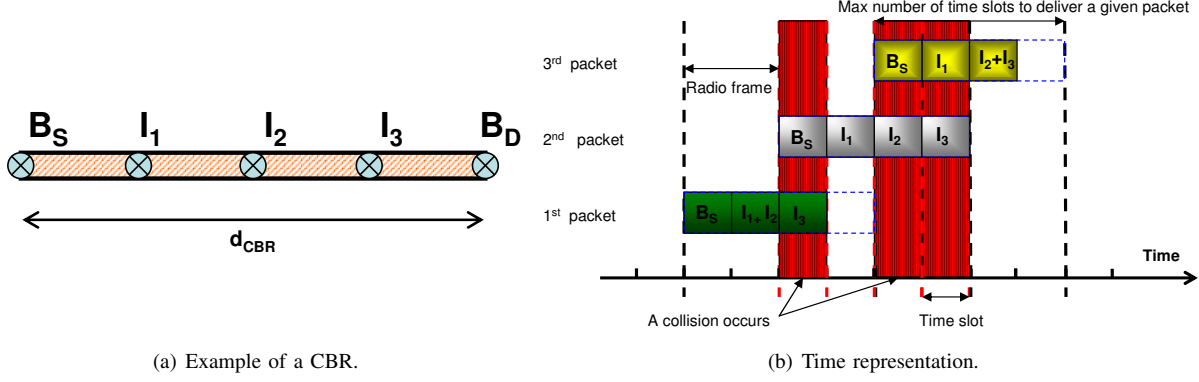 B_S I_1 I_2 I_3 B_D
d_CBR
(a) Example of a CBR.
Max number of time slots to deliver a given packet
3rd packet
B_S I_1 I_2+I_3
Radio frame
2nd packet
B_S I_1 I_2 I_3
1st packet
B_S I_1+ I_2 I_3
Time
A collision occurs
Time slot
(b) Time representation.